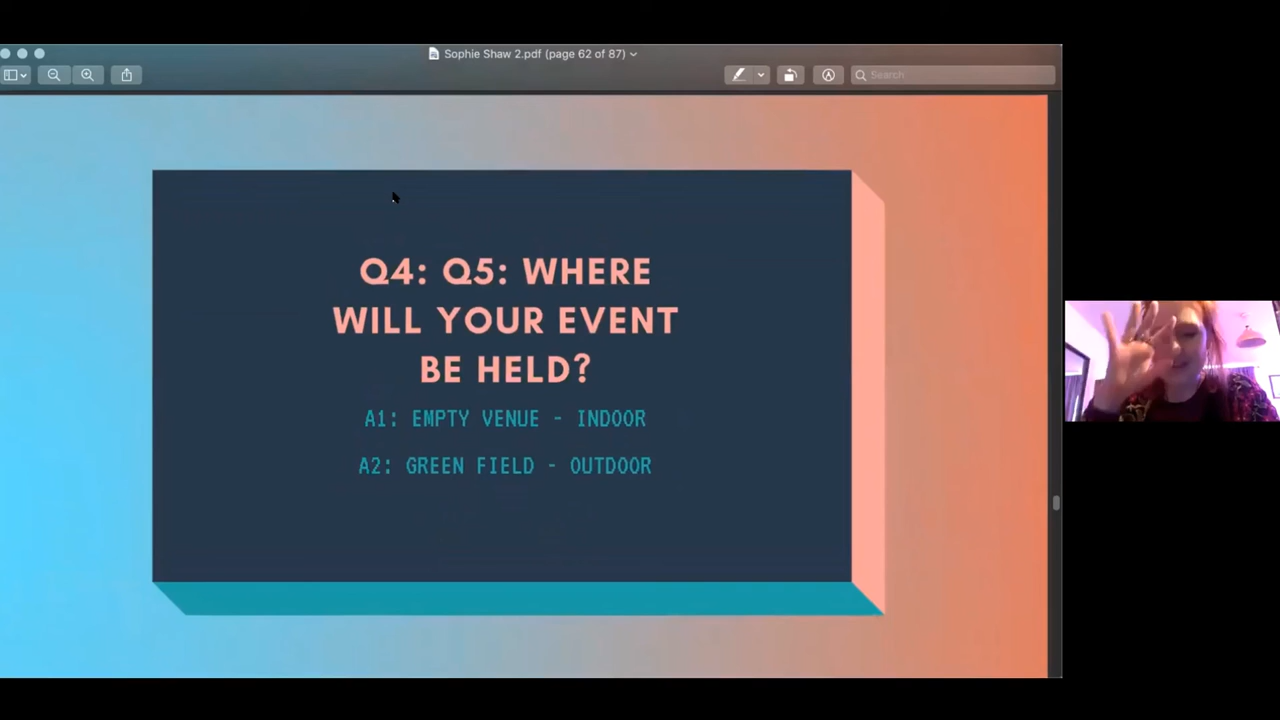 Sophie Shaw 2.pdf (page 62 of 87)
Search
Q4: Q5: WHERE
WILL YOUR EVENT
BE HELD?
A1: EMPTY VENUE - INDOOR
A2: GREEN FIELD - OUTDOOR